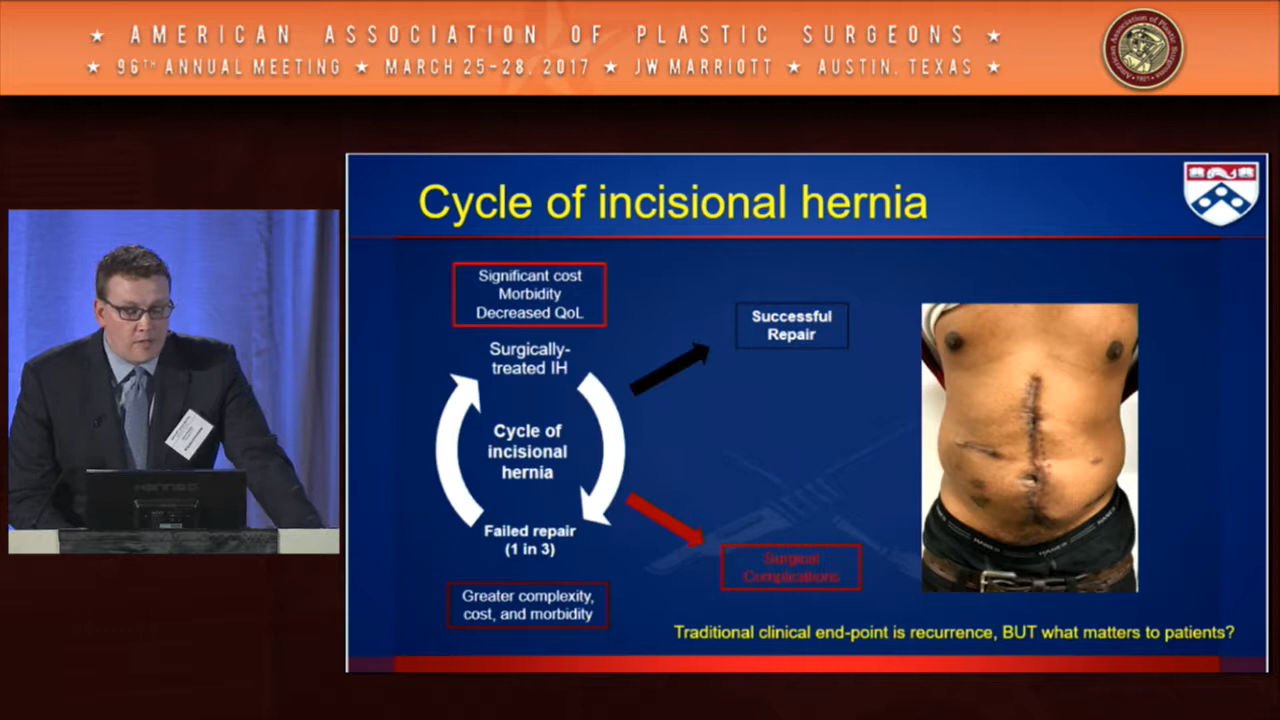 ★ AMERICAN ASSOCIATION OF PLASTIC SURGEONS ★
★ 96TH ANNUAL MEETING ★ MARCH 25-28, 2017 ★ JW MARRIOTT ★ AUSTIN, TEXAS ★
Cycle of incisional hernia
Significant cost
Morbidity
Decreased QoL
Surgically-
treated IH
Cycle of
incisional
hernia
Failed repair
(1 in 3)
Greater complexity,
cost, and morbidity
Successful
Repair
Surgical
Complications
Traditional clinical end-point is recurrence, BUT what matters to patients?